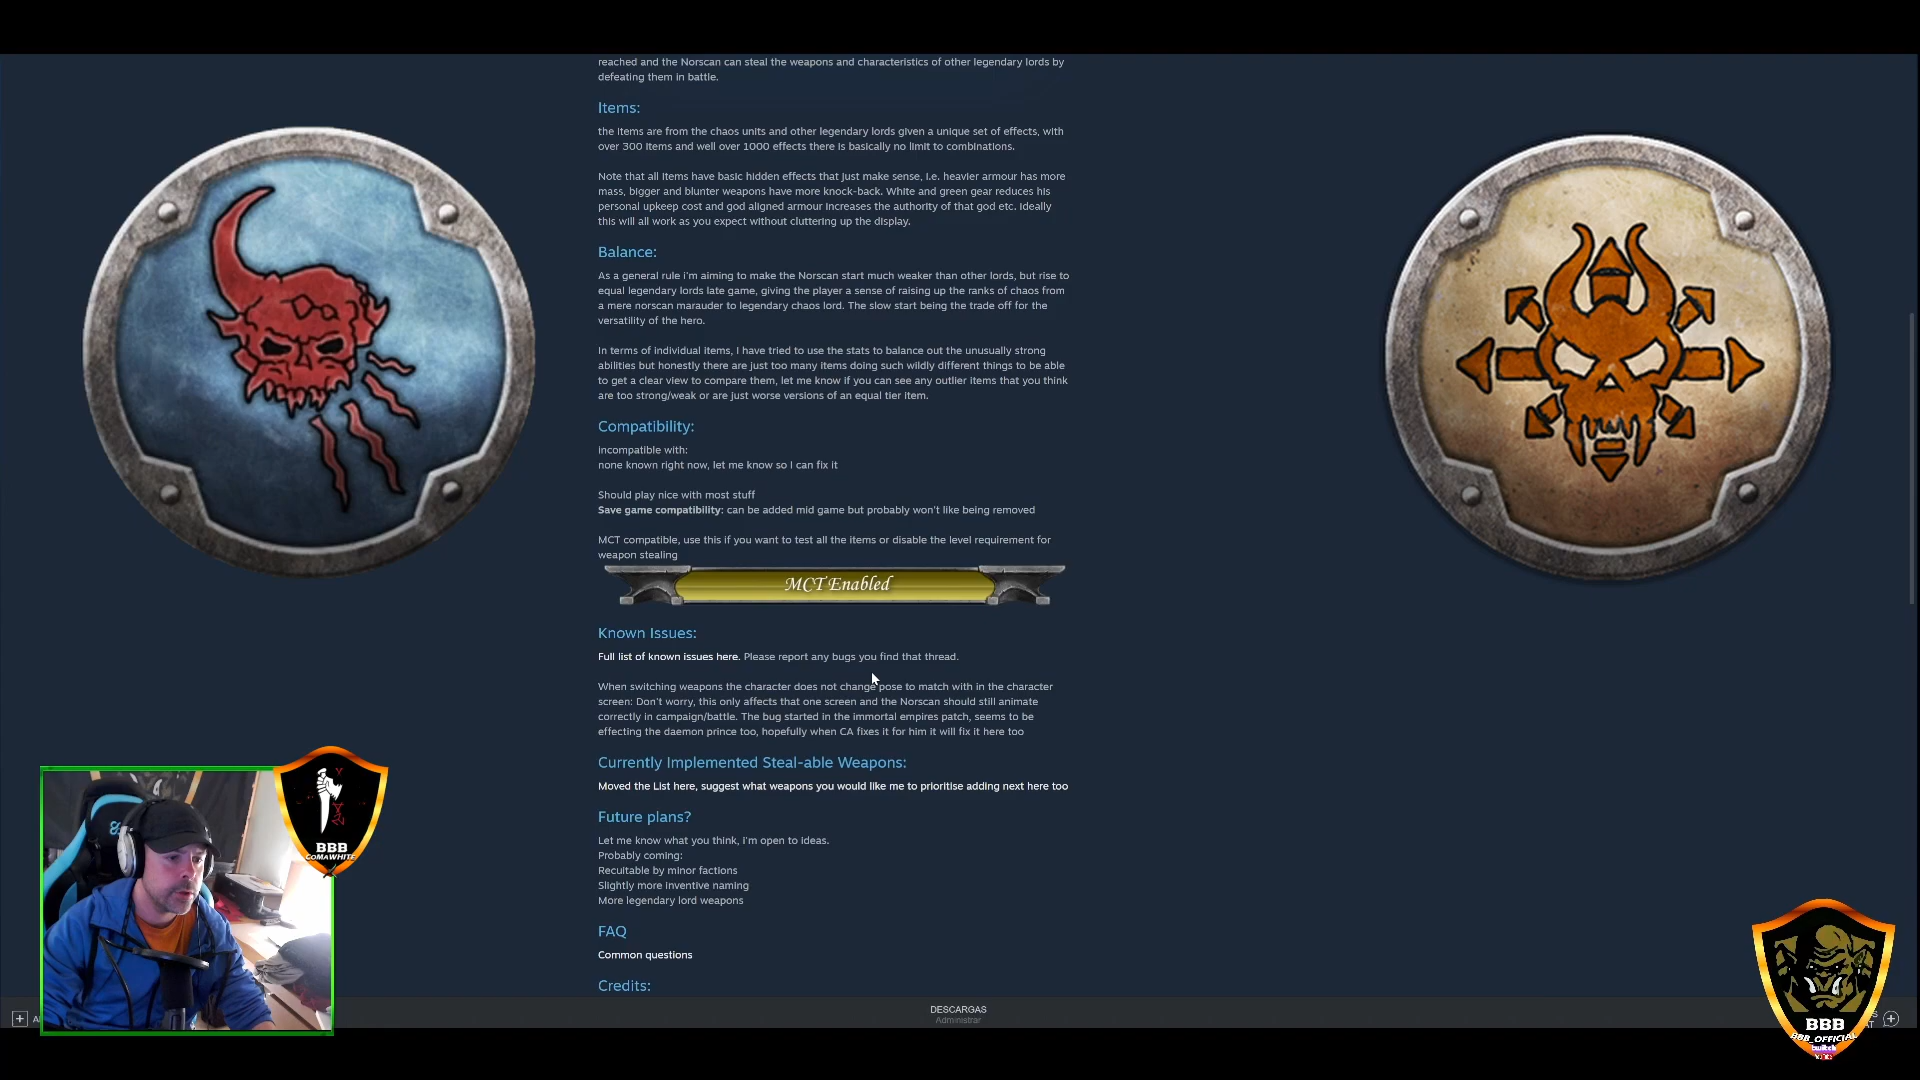 reached and the Norscan can steal the weapons and characteristics of other legendary lords by
defeating them in battle.
Items:
the items are from the chaos units and other legendary lords given a unique set of effects, with
over 300 items and well over 1000 effects there is basically no limit to combinations.
Note that all items have basic hidden effects that just make sense, i.e. heavier armour has more
mass, bigger and blunter weapons have more knock-back. White and green gear reduces his
personal upkeep cost and god aligned armour increases the authority of that god etc. Ideally
this will all work as you expect without cluttering up the display.
Balance:
As a general rule i'm aiming to make the Norscan start much weaker than other lords, but rise to
equal legendary lords late game, giving the player a sense of raising up the ranks of chaos from
a mere norscan marauder to legendary chaos lord. The slow start being the trade off for the
versatility of the hero.
In terms of individual items, I have tried to use the stats to balance out the unusually strong
abilities but honestly there are just too many items doing such wildly different things to be able
to get a clear view to compare them, let me know if you can see any outlier items that you think
are too strong/weak or are just worse versions of an equal tier item.
Compatibility:
incompatible with:
none known right now, let me know so I can fix it
Should play nice with most stuff
Save game compatibility: can be added mid game but probably won't like being removed
MCT compatible, use this if you want to test all the items or disable the level requirement for
weapon stealing
MCT Enabled
Known Issues:
Full list of known issues here. Please report any bugs you find that thread.
When switching weapons the character does not change pose to match with in the character
screen: Don't worry, this only affects that one screen and the Norscan should still animate
correctly in campaign/battle. The bug started in the immortal empires patch, seems to be
effecting the daemon prince too, hopefully when CA fixes it for him it will fix it here too
Currently Implemented Steal-able Weapons:
Moved the List here, suggest what weapons you would like me to prioritise adding next here too
Future plans?
Let me know what you think, i'm open to ideas.
Probably coming:
Recuitable by minor factions
Slightly more inventive naming
More legendary lord weapons
FAQ
Common questions
Credits:
DESCARGAS
Administrar
BBB
CoMaWHITE
BBB
BBB_OFFICIAL
twitch